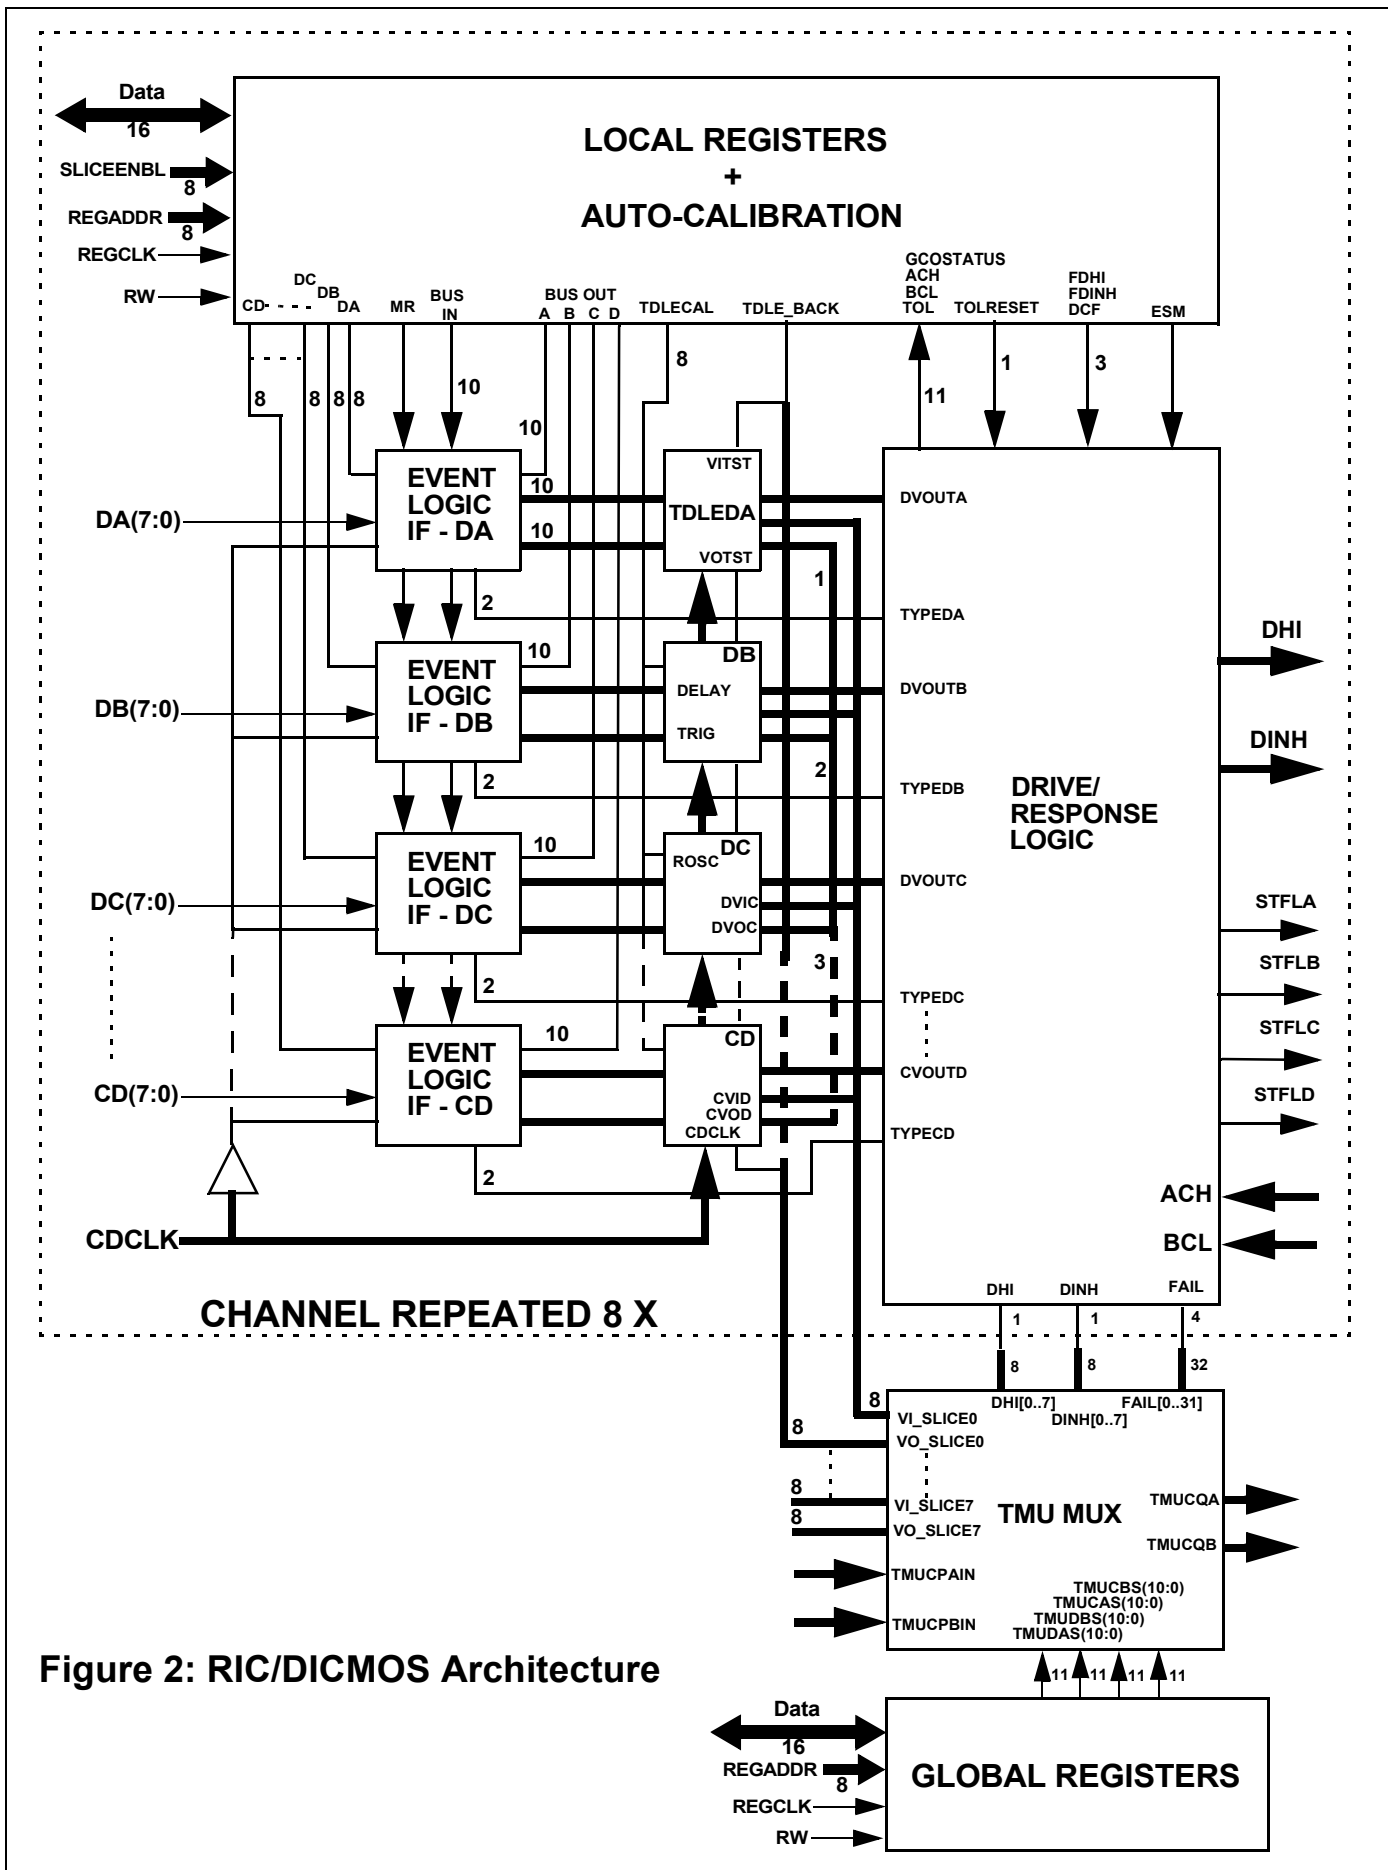 Data
16
SLICEENBL
8
REGADDR
8
REGCLK
RW
LOCAL REGISTERS
+
AUTO-CALIBRATION
CD
DC
DB
DA
MR
BUS
IN
BUS OUT
A B C D
TDLECAL
TDLE_BACK
GCOSTATUS
ACH
BCL
TOL
TOLRESET
FDHI
FDINH
DCF
ESM
8
8
8
8
10
10
8
11
1
3
DA(7:0)
EVENT
LOGIC
IF - DA
10
10
2
VITST
TDLEDA
VOTST
1
DVOUTA
TYPEDA
DB(7:0)
EVENT
LOGIC
IF - DB
10
2
DB
DELAY
TRIG
2
DVOUTB
TYPEDB
DC(7:0)
EVENT
LOGIC
IF - DC
10
2
DC
ROSC
DVIC
DVOC
3
DVOUTC
TYPEDC
CD(7:0)
EVENT
LOGIC
IF - CD
10
2
CD
CVID
CVOD
CDCLK
CVOUTD
TYPECD
DRIVE/
RESPONSE
LOGIC
DHI
DINH
STFLA
STFLB
STFLC
STFLD
ACH
BCL
CDCLK
CHANNEL REPEATED 8 X
DHI
DINH
FAIL
1
1
4
8
8
32
8
8
8
8
DHI[0..7]
DINH[0..7]
FAIL[0..31]
VI_SLICE0
VO_SLICE0
VI_SLICE7
VO_SLICE7
TMUCPAIN
TMUCPBIN
TMU MUX
TMUCQA
TMUCQB
TMUCBS(10:0)
TMUCAS(10:0)
TMUDBS(10:0)
TMUDAS(10:0)
11
11
11
11
Figure 2: RIC/DICMOS Architecture
Data
16
REGADDR
8
REGCLK
RW
GLOBAL REGISTERS